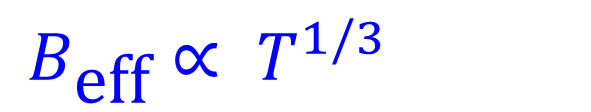 B_eff ∝ T^1/3